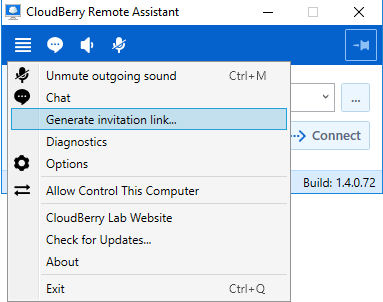 CloudBerry Remote Assistant
Unmute outgoing sound Ctrl+M
Chat
Generate invitation link...
...
Diagnostics
Connect
Options
Build: 1.4.0.72
Allow Control This Computer
CloudBerry Lab Website
Check for Updates...
About
Exit Ctrl+Q